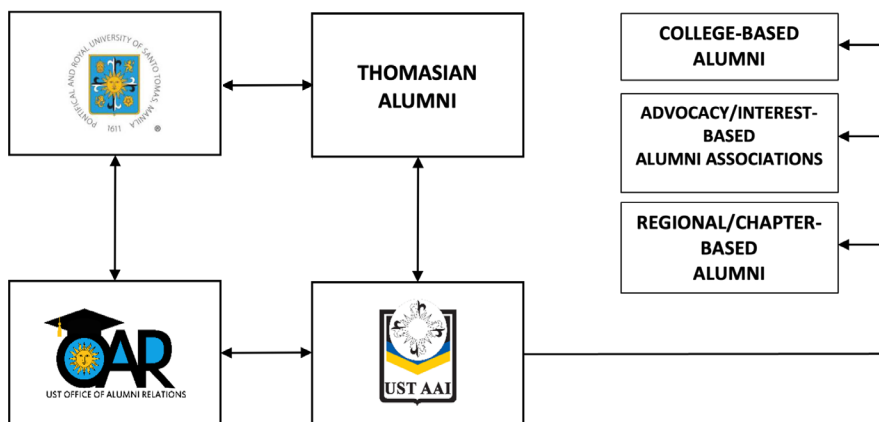 PONTIFICAL AND ROYAL UNIVERSITY OF SANTO TOMAS, MANILA
1611
®
THOMASIAN
ALUMNI
COLLEGE-BASED
ALUMNI
ADVOCACY/INTEREST-
BASED
ALUMNI ASSOCIATIONS
REGIONAL/CHAPTER-
BASED
ALUMNI
OAR
UST OFFICE OF ALUMNI RELATIONS
UST AAI